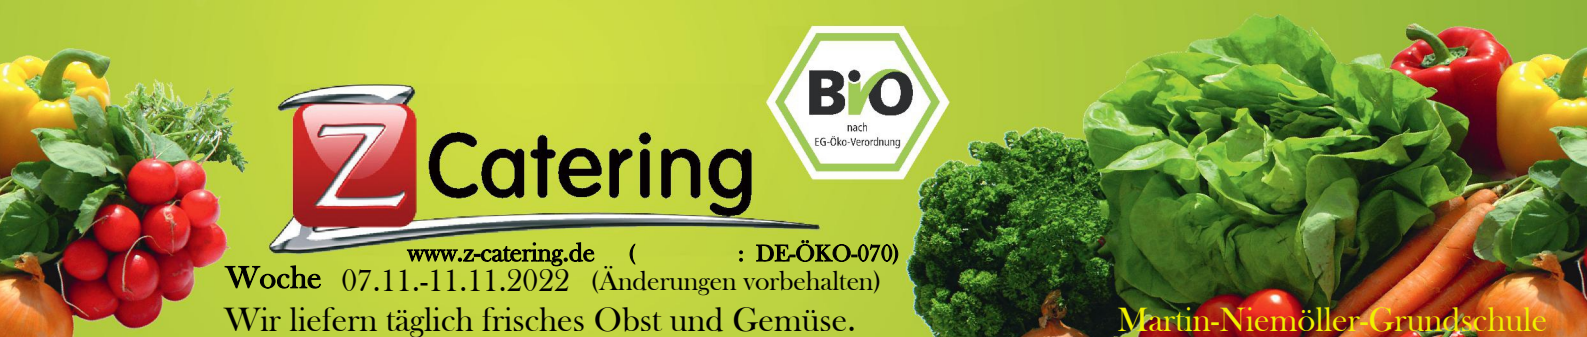 BiO
nach
EG-Öko-Verordnung
Z Catering
www.z-catering.de ( : DE-ÖKO-070)
Woche 07.11.-11.11.2022 (Änderungen vorbehalten)
Wir liefern täglich frisches Obst und Gemüse.
Martin-Niemöller-Grundschule